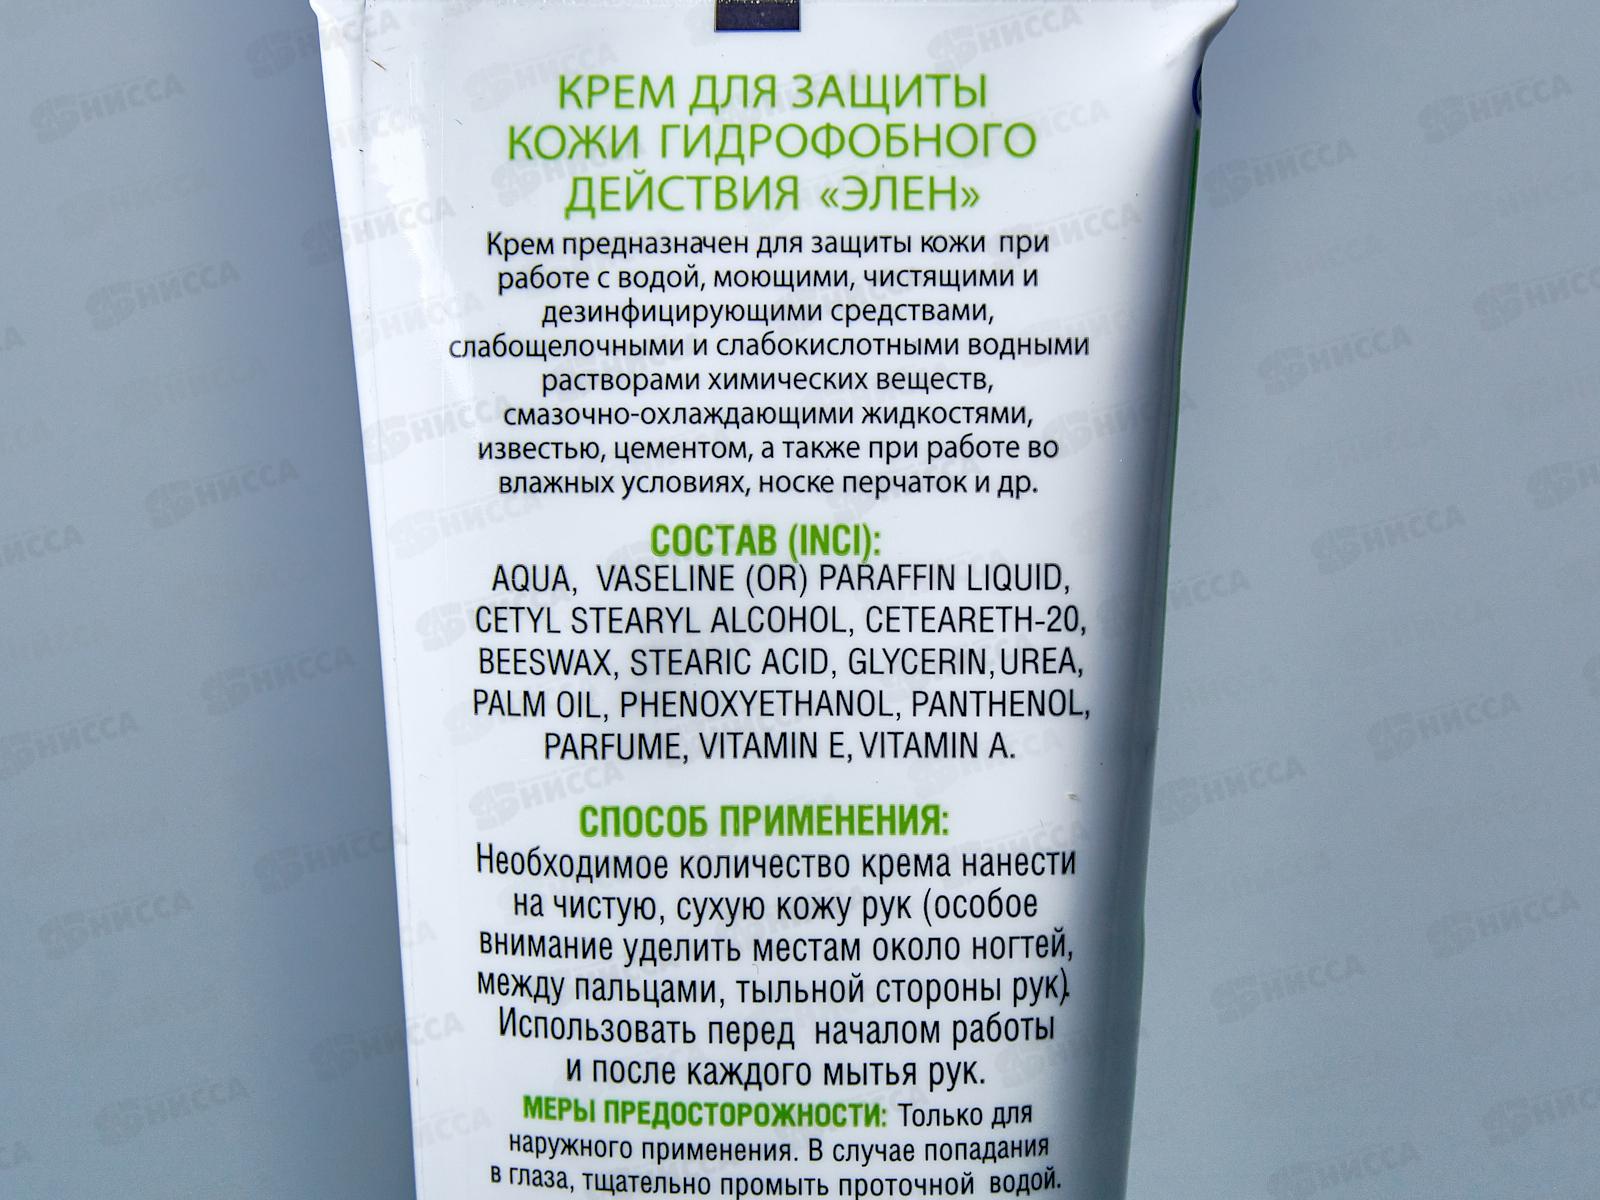 КРЕМ ДЛЯ ЗАЩИТЫ
КОЖИ ГИДРОФОБНОГО
ДЕЙСТВИЯ «ЭЛЕН»
Крем предназначен для защиты кожи при
работе с водой, моющими, чистящими и
дезинфицирующими средствами,
слабощелочными и слабокислотными водными
растворами химических веществ,
смазочно-охлаждающими жидкостями,
известью, цементом, а также при работе во
влажных условиях, носке перчаток и др.
СОСТАВ (INCI):
AQUA, VASELINE (OR) PARAFFIN LIQUID,
CETYL STEARYL ALCOHOL, CETEARETH-20,
BEESWAX, STEARIC ACID, GLYCERIN, UREA,
PALM OIL, PHENOXYETHANOL, PANTHENOL,
PARFUME, VITAMIN E, VITAMIN A.
СПОСОБ ПРИМЕНЕНИЯ:
Необходимое количество крема нанести
на чистую, сухую кожу рук (особое
внимание уделить местам около ногтей,
между пальцами, тыльной стороны рук).
Использовать перед началом работы
и после каждого мытья рук.
МЕРЫ ПРЕДОСТОРОЖНОСТИ: Только для
наружного применения. В случае попадания
в глаза, тщательно промыть проточной водой.
НИССА